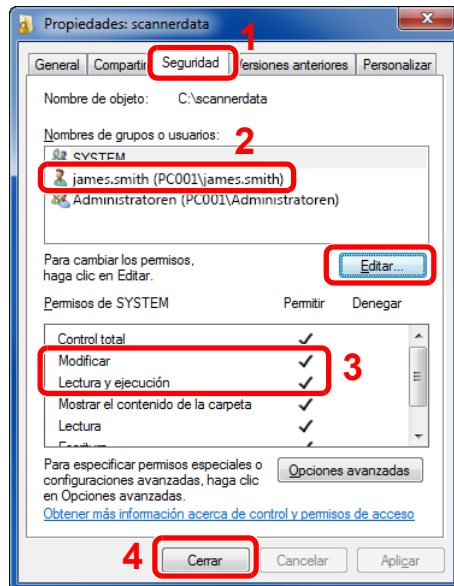 Propiedades: scannerdata
1
General Compartir Seguridad Versiones anteriores Personalizar
Nombre de objeto: C:\scannerdata
Nombres de grupos o usuarios:
2
SYSTEM
james.smith (PC001\james.smith)
Administratoren (PC001\Administratoren)
Para cambiar los permisos,
haga clic en Editar.
Editar...
Permisos de SYSTEM Permitir Denegar
Control total ✓
Modificar ✓
3
Lectura y ejecución ✓
Mostrar el contenido de la carpeta ✓
Lectura ✓
Escritura ✓
Para especificar permisos especiales o
configuraciones avanzadas, haga clic
en Opciones avanzadas.
Opciones avanzadas
Obtener más información acerca de control y permisos de acceso
4
Cerrar Cancelar Aplicar